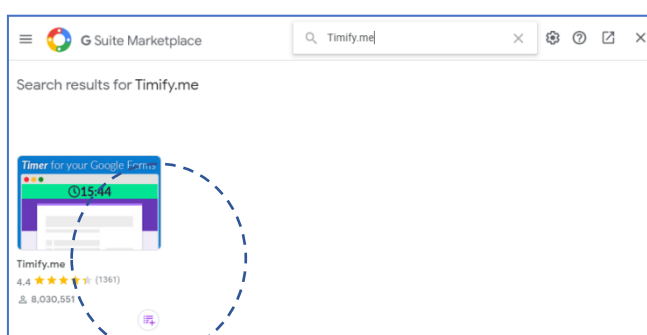 G Suite Marketplace
Timify.me
Search results for Timify.me
Timer for your Google Forms
15:44
Timify.me
4.4 (1361)
8,030,551